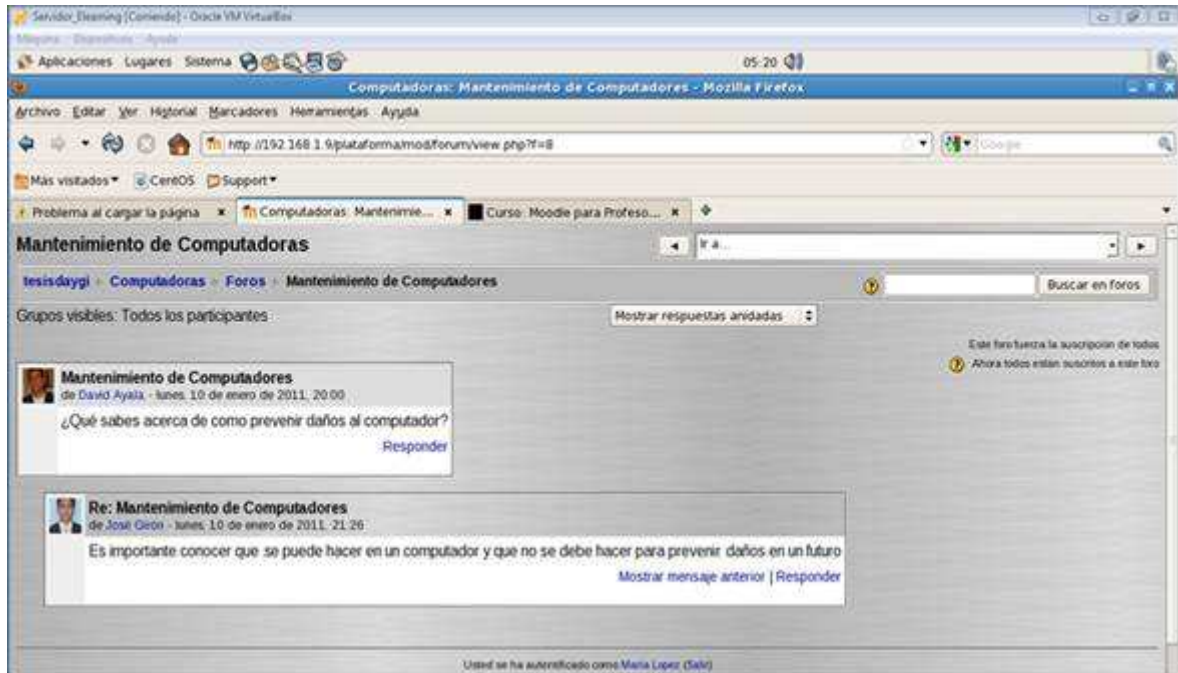 Servidor_Elearning [Corriendo] - Oracle VM VirtualBox
Máquina Dispositivos Ayuda
Aplicaciones Lugares Sistema 05:20
Computadoras: Mantenimiento de Computadores - Mozilla Firefox
Archivo Editar Ver Historial Marcadores Herramientas Ayuda
http://192.168.1.9/plataforma/mod/forum/view.php?f=8 Google
Más visitados CentOS Support
Problema al cargar la página Computadoras: Mantenimie... Curso: Moodle para Profeso...
Mantenimiento de Computadoras Ir a...
tesisdaygi Computadoras Foros Mantenimiento de Computadores Buscar en foros
Grupos visibles: Todos los participantes Mostrar respuestas anidadas
Este foro fuerza la suscripción de todos
Ahora todos están suscritos a este foro
Mantenimiento de Computadores
de David Ayala - lunes, 10 de enero de 2011, 20:00
¿Qué sabes acerca de como prevenir daños al computador?
Responder
Re: Mantenimiento de Computadores
de José Girón - lunes, 10 de enero de 2011, 21:26
Es importante conocer que se puede hacer en un computador y que no se debe hacer para prevenir daños en un futuro
Mostrar mensaje anterior | Responder
Usted se ha autentificado como Maria Lopez (Salir)